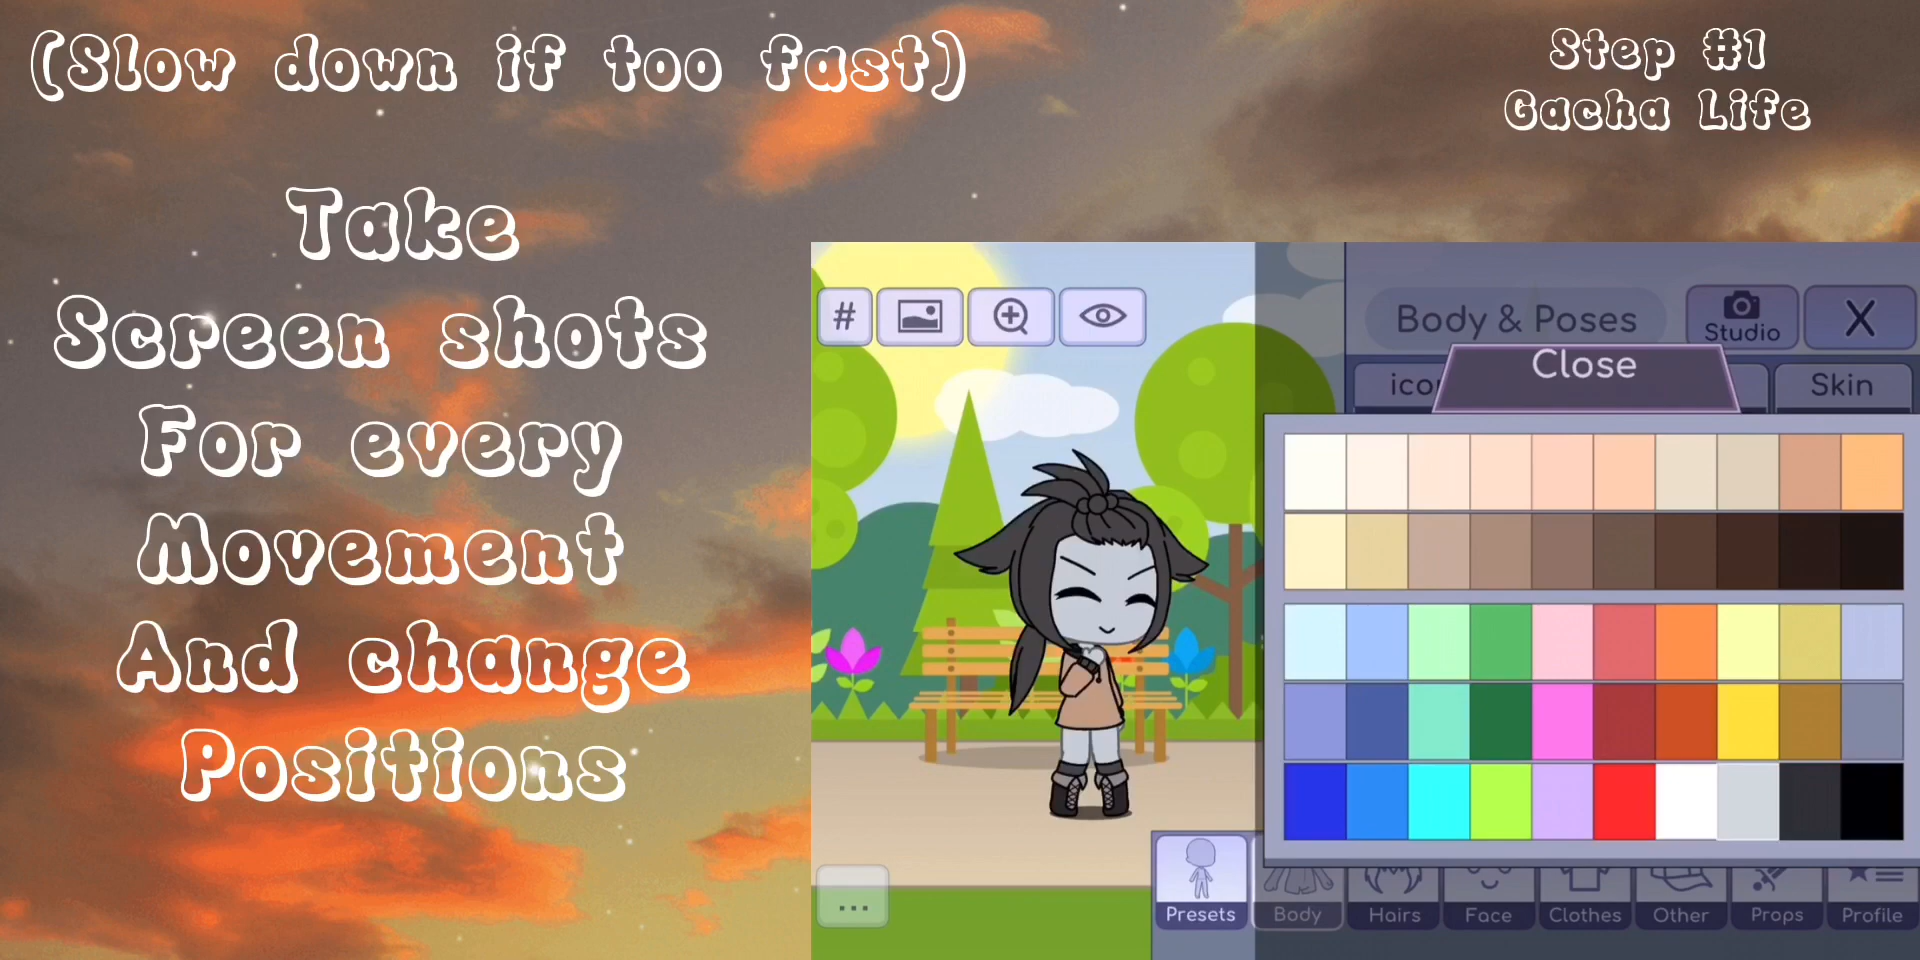 (Slow down if too fast)
Step #1
Gacha Life
Take
Screen shots
For every
Movement
And change
Positions
#
Body & Poses
Studio
X
Close
Skin
...
Presets
Body
Hairs
Face
Clothes
Other
Props
Profile